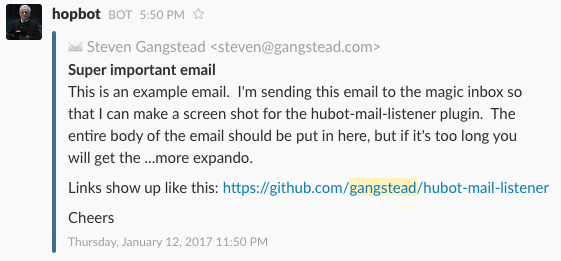 hopbot BOT 5:50 PM
Steven Gangstead <steven@gangstead.com>
Super important email
This is an example email.  I'm sending this email to the magic inbox so
that I can make a screen shot for the hubot-mail-listener plugin.  The
entire body of the email should be put in here, but if it's too long you
will get the ...more expando.
Links show up like this: https://github.com/gangstead/hubot-mail-listener
Cheers
Thursday, January 12, 2017 11:50 PM